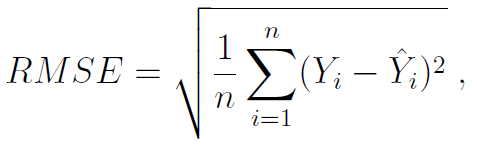 RMSE = \sqrt{\frac{1}{n} \sum_{i=1}^{n} (Y_i - \hat{Y}_i)^2} ,